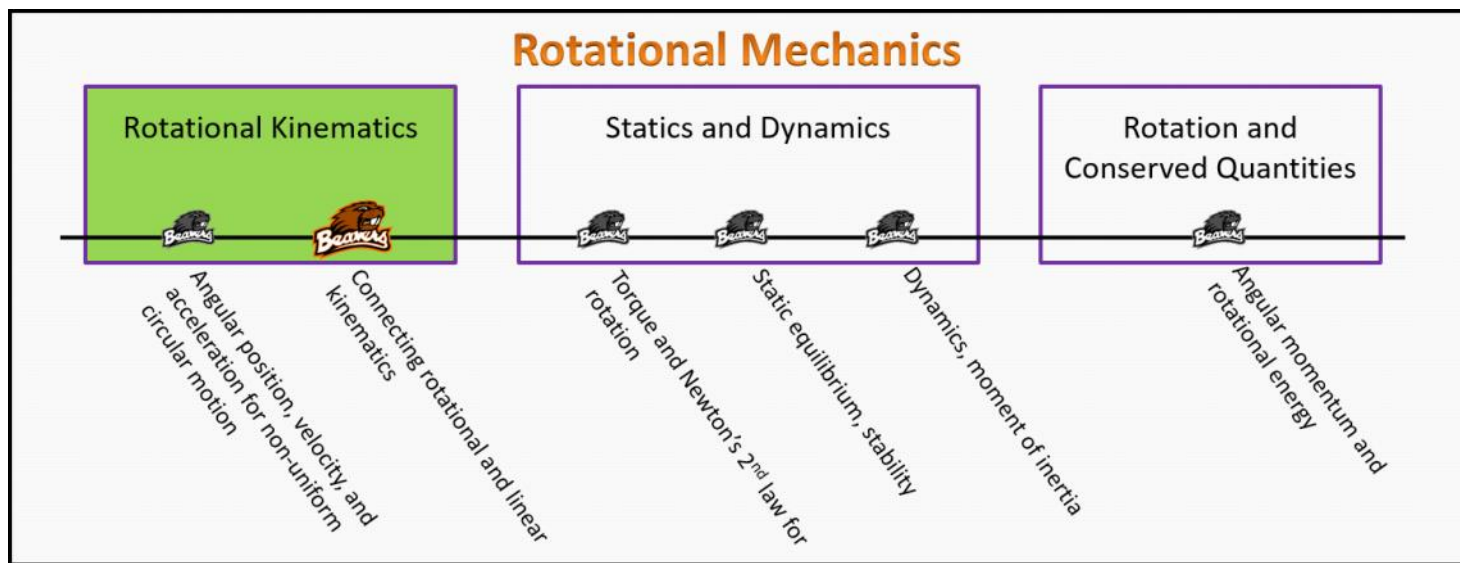 Rotational Mechanics
Rotational Kinematics
Statics and Dynamics
Rotation and
Conserved Quantities
Beavers
Beavers
Beavers
Beavers
Beavers
Beavers
Angular position, velocity, and
acceleration for non-uniform
circular motion
Connecting rotational and linear
kinematics
Torque and Newton's 2nd law for
rotation
Static equilibrium, stability
Dynamics, moment of inertia
Angular momentum and
rotational energy